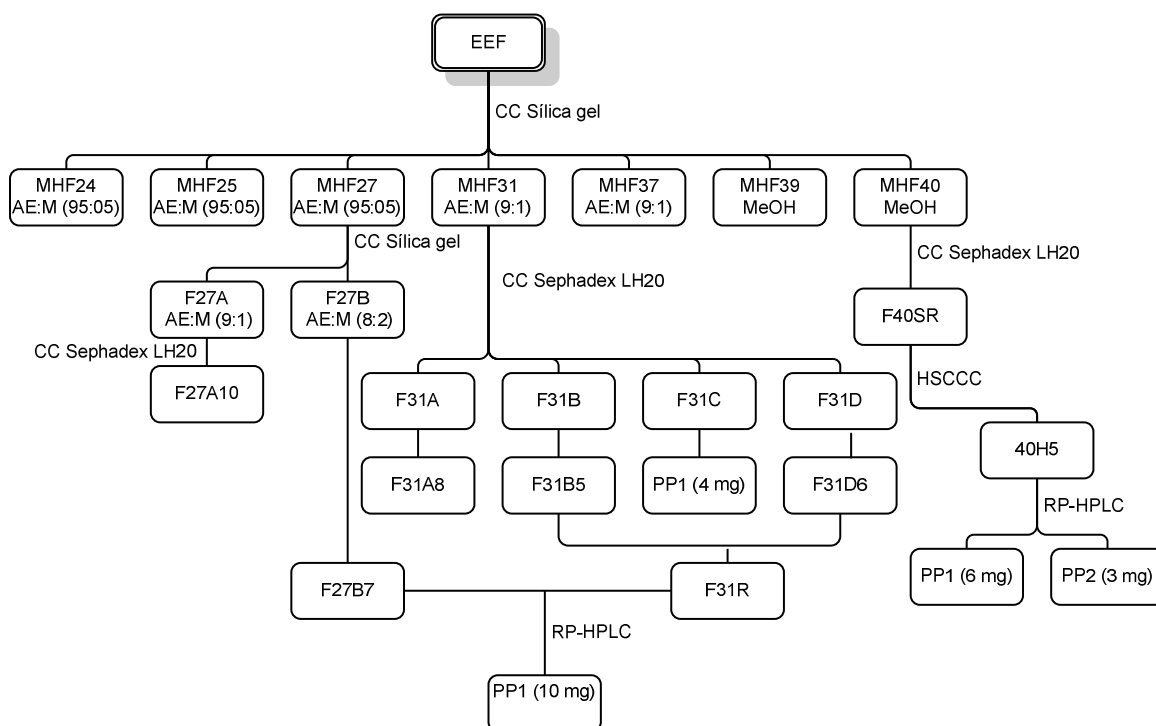 EEF
CC Sílica gel
MHF24
AE:M (95:05)
MHF25
AE:M (95:05)
MHF27
AE:M (95:05)
MHF31
AE:M (9:1)
MHF37
AE:M (9:1)
MHF39
MeOH
MHF40
MeOH
CC Sílica gel
CC Sephadex LH20
CC Sephadex LH20
F27A
AE:M (9:1)
F27B
AE:M (8:2)
F40SR
CC Sephadex LH20
HSCCC
F27A10
F31A
F31B
F31C
F31D
40H5
F31A8
F31B5
PP1 (4 mg)
F31D6
RP-HPLC
F27B7
F31R
PP1 (6 mg)
PP2 (3 mg)
RP-HPLC
PP1 (10 mg)